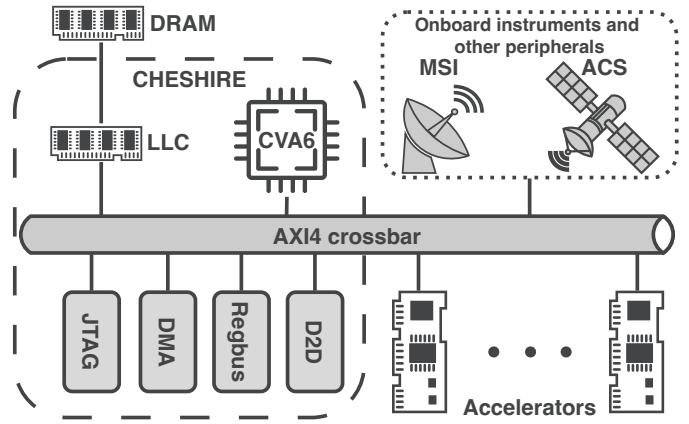 DRAM
Onboard instruments and
other peripherals
MSI
ACS
CHESHIRE
LLC
CVA6
AXI4 crossbar
JTAG
DMA
Regbus
D2D
Accelerators